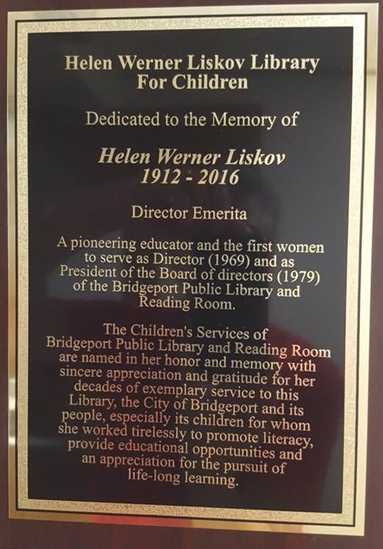 Helen Werner Liskov Library
For Children
Dedicated to the Memory of
Helen Werner Liskov
1912 - 2016
Director Emerita
A pioneering educator and the first women
to serve as Director (1969) and as
President of the Board of directors (1979)
of the Bridgeport Public Library and
Reading Room.
The Children's Services of
Bridgeport Public Library and Reading Room
are named in her honor and memory with
sincere appreciation and gratitude for her
decades of exemplary service to this
Library, the City of Bridgeport and its
people, especially its children for whom
she worked tirelessly to promote literacy,
provide educational opportunities and
an appreciation for the pursuit of
life-long learning.